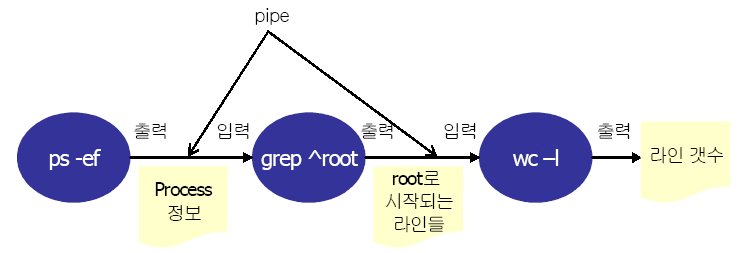 pipe
출력
입력
출력
입력
출력
ps -ef
grep ^root
wc –l
라인 갯수
Process
정보
root로
시작되는
라인들